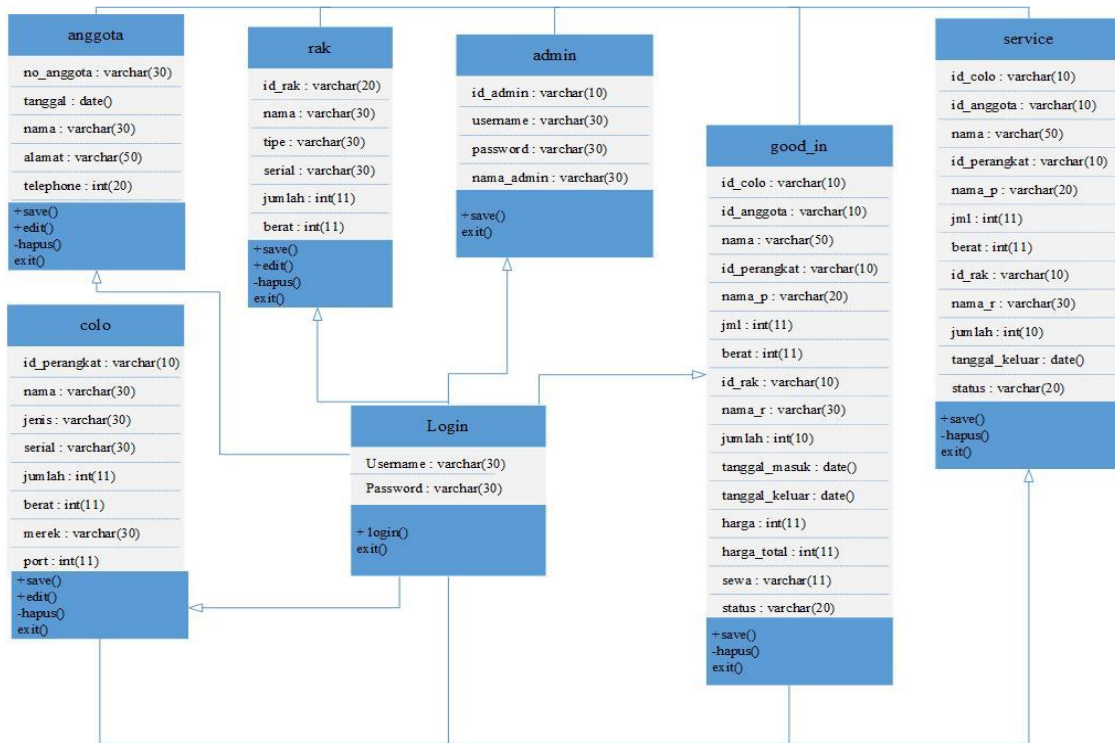 anggota
no_anggota : varchar(30)
tanggal : date()
nama : varchar(30)
alamat : varchar(50)
telephone : int(20)
+save()
+edit()
-hapus()
exit()
rak
id_rak : varchar(20)
nama : varchar(30)
tipe : varchar(30)
serial : varchar(30)
jumlah : int(11)
berat : int(11)
+save()
+edit()
-hapus()
exit()
admin
id_admin : varchar(10)
username : varchar(30)
password : varchar(30)
nama_admin : varchar(30)
+save()
exit()
good_in
id_colo : varchar(10)
id_anggota : varchar(10)
nama : varchar(50)
id_perangkat : varchar(10)
nama_p : varchar(20)
jml : int(11)
berat : int(11)
id_rak : varchar(10)
nama_r : varchar(30)
jumlah : int(10)
tanggal_masuk : date()
tanggal_keluar : date()
harga : int(11)
harga_total : int(11)
sewa : varchar(11)
status : varchar(20)
+save()
-hapus()
exit()
service
id_colo : varchar(10)
id_anggota : varchar(10)
nama : varchar(50)
id_perangkat : varchar(10)
nama_p : varchar(20)
jml : int(11)
berat : int(11)
id_rak : varchar(10)
nama_r : varchar(30)
jumlah : int(10)
tanggal_keluar : date()
status : varchar(20)
+save()
-hapus()
exit()
colo
id_perangkat : varchar(10)
nama : varchar(30)
jenis : varchar(30)
serial : varchar(30)
jumlah : int(11)
berat : int(11)
merek : varchar(30)
port : int(11)
+save()
+edit()
-hapus()
exit()
Login
Username : varchar(30)
Password : varchar(30)
+ login()
exit()